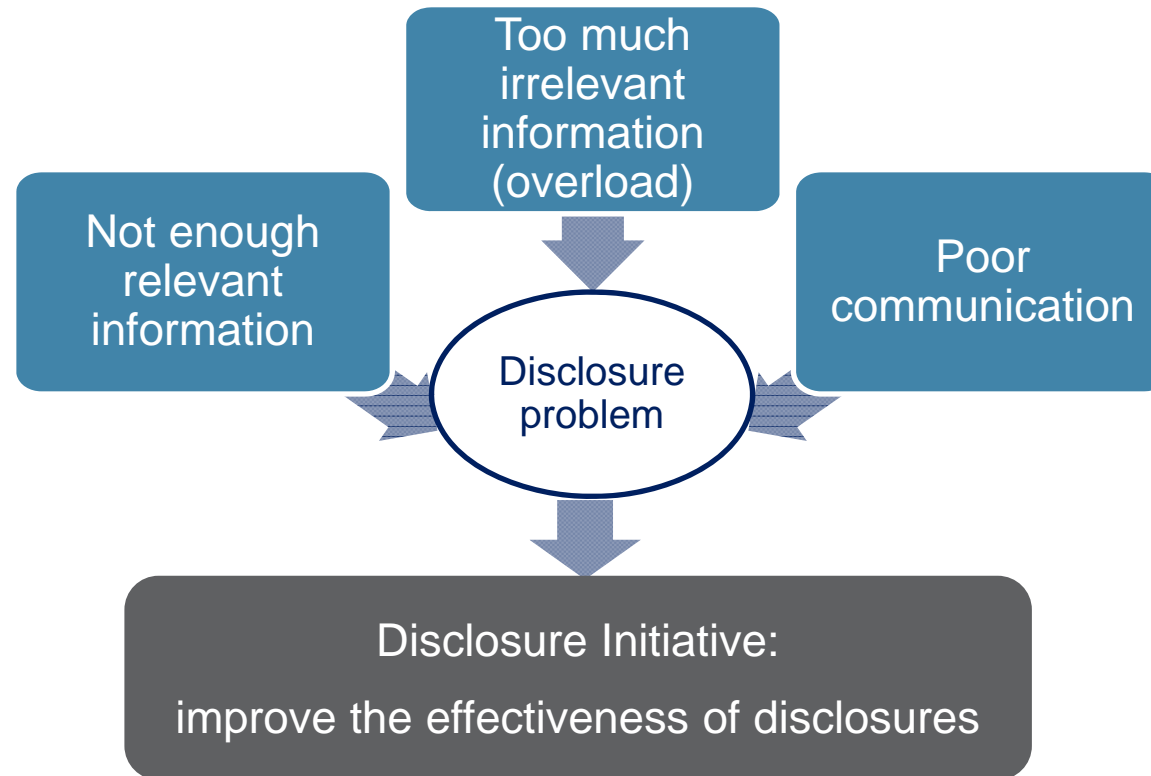 Too much
irrelevant
information
(overload)
Not enough
relevant
information
Poor
communication
Disclosure
problem
Disclosure Initiative:
improve the effectiveness of disclosures